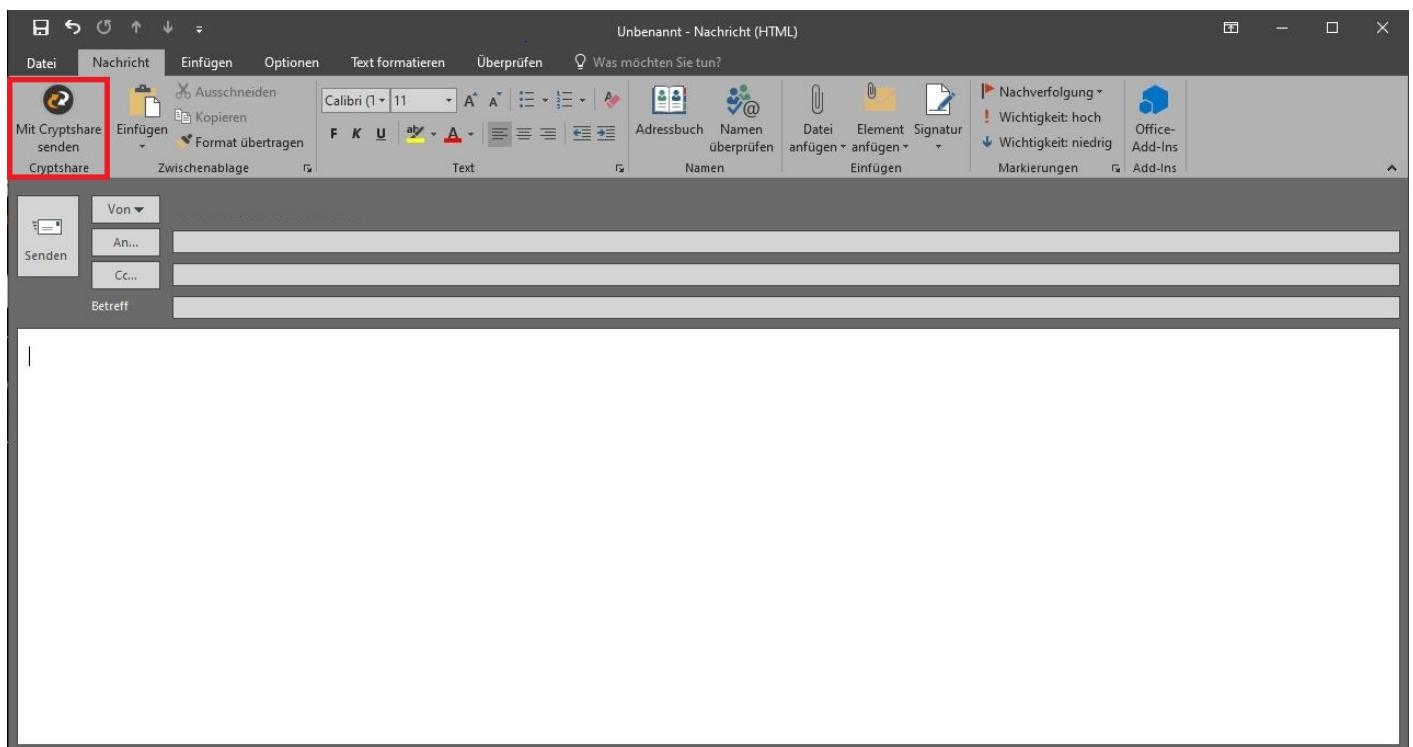 Unbenannt - Nachricht (HTML)
Datei Nachricht Einfügen Optionen Text formatieren Überprüfen Was möchten Sie tun?
Mit Cryptshare senden
Cryptshare
Einfügen
Ausschneiden
Kopieren
Format übertragen
Zwischenablage
Calibri (T 11
F K U
Text
Adressbuch
Namen überprüfen
Namen
Datei anfügen
Element anfügen
Signatur
Einfügen
Nachverfolgung
Wichtigkeit: hoch
Wichtigkeit: niedrig
Markierungen
Office-Add-Ins
Add-Ins
Senden
Von
An...
Cc...
Betreff